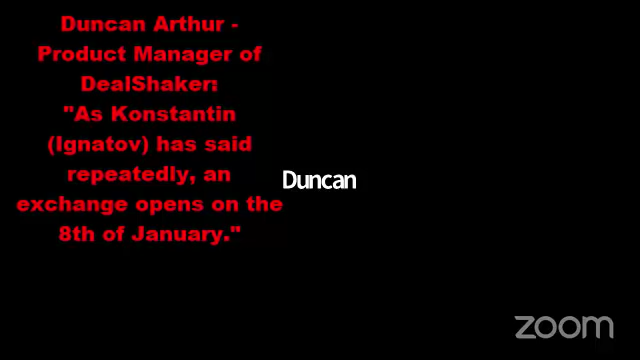 Duncan Arthur -
Product Manager of
DealShaker:
"As Konstantin
(Ignatov) has said
repeatedly, an
exchange opens on the
8th of January."
Duncan
zoom